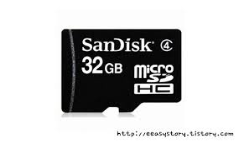 SanDisk 4
32GB micro SD
HC
http://eeasystory.tistory.com